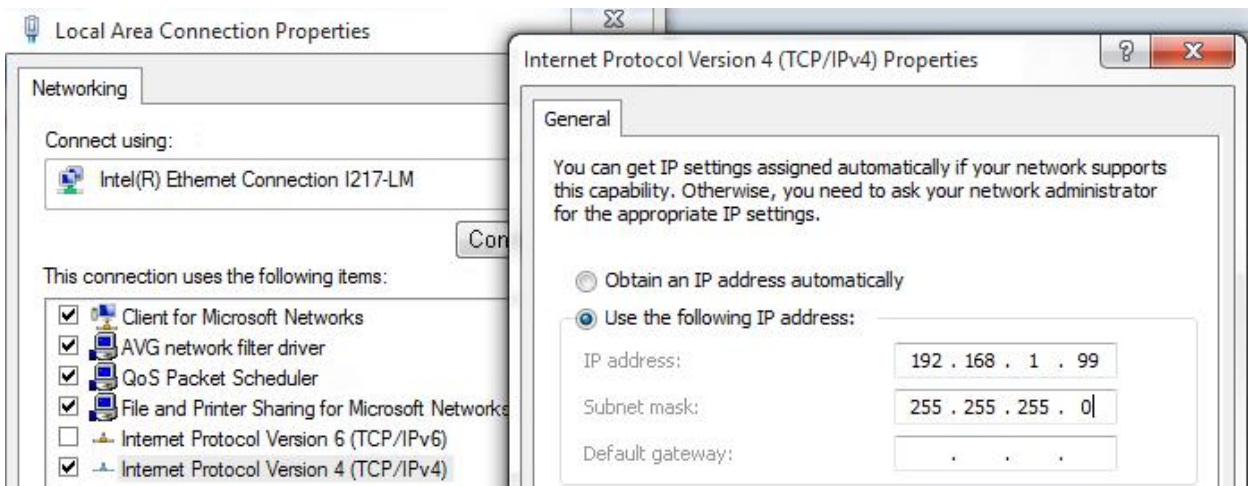 Local Area Connection Properties
Networking
Connect using:
Intel(R) Ethernet Connection I217-LM
Con
This connection uses the following items:
Client for Microsoft Networks
AVG network filter driver
QoS Packet Scheduler
File and Printer Sharing for Microsoft Networks
Internet Protocol Version 6 (TCP/IPv6)
Internet Protocol Version 4 (TCP/IPv4)
Internet Protocol Version 4 (TCP/IPv4) Properties
General
You can get IP settings assigned automatically if your network supports
this capability. Otherwise, you need to ask your network administrator
for the appropriate IP settings.
Obtain an IP address automatically
Use the following IP address:
IP address: 192 . 168 . 1 . 99
Subnet mask: 255 . 255 . 255 . 0
Default gateway: . . .